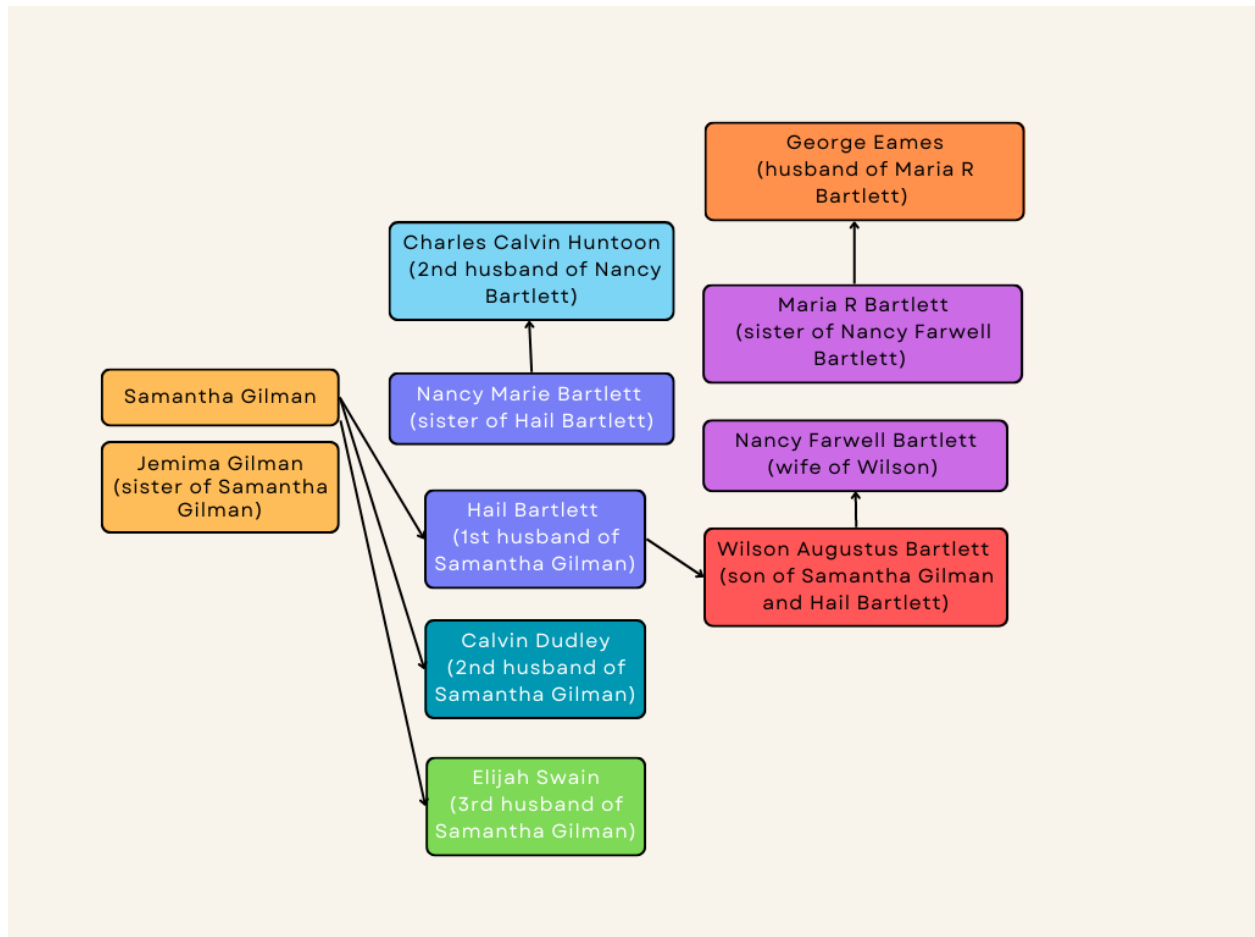 George Eames
(husband of Maria R
Bartlett)
Charles Calvin Huntoon
(2nd husband of Nancy
Bartlett)
Maria R Bartlett
(sister of Nancy Farwell
Bartlett)
Samantha Gilman
Nancy Marie Bartlett
(sister of Hail Bartlett)
Jemima Gilman
(sister of Samantha
Gilman)
Nancy Farwell Bartlett
(wife of Wilson)
Hail Bartlett
(1st husband of
Samantha Gilman)
Wilson Augustus Bartlett
(son of Samantha Gilman
and Hail Bartlett)
Calvin Dudley
(2nd husband of
Samantha Gilman)
Elijah Swain
(3rd husband of
Samantha Gilman)